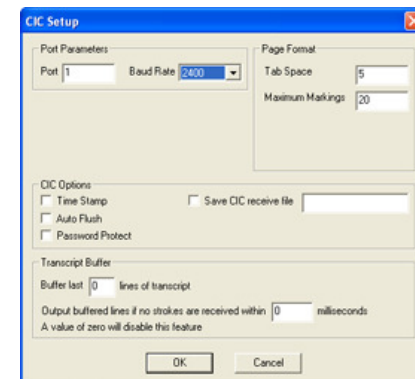 CIC Setup
Port Parameters
Port 1 Baud Rate 2400
Page Format
Tab Space 5
Maximum Markings 20
CIC Options
Time Stamp
Save CIC receive file
Auto Flush
Password Protect
Transcript Buffer
Buffer last 0 lines of transcript
Output buffered lines if no strokes are received within 0 milliseconds
A value of zero will disable this feature
OK Cancel